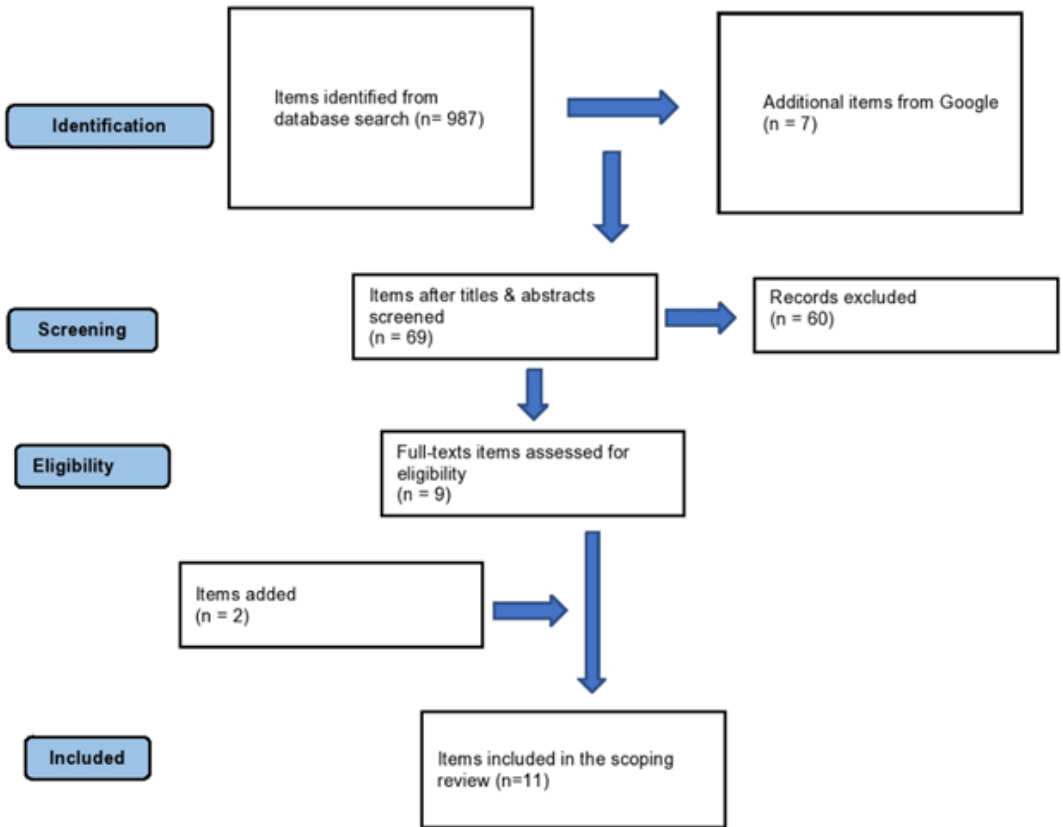 Identification
Items identified from
database search (n= 987)
Additional items from Google
(n = 7)
Screening
Items after titles & abstracts
screened
(n = 69)
Records excluded
(n = 60)
Eligibility
Full-texts items assessed for
eligibility
(n = 9)
Items added
(n = 2)
Included
Items included in the scoping
review (n=11)